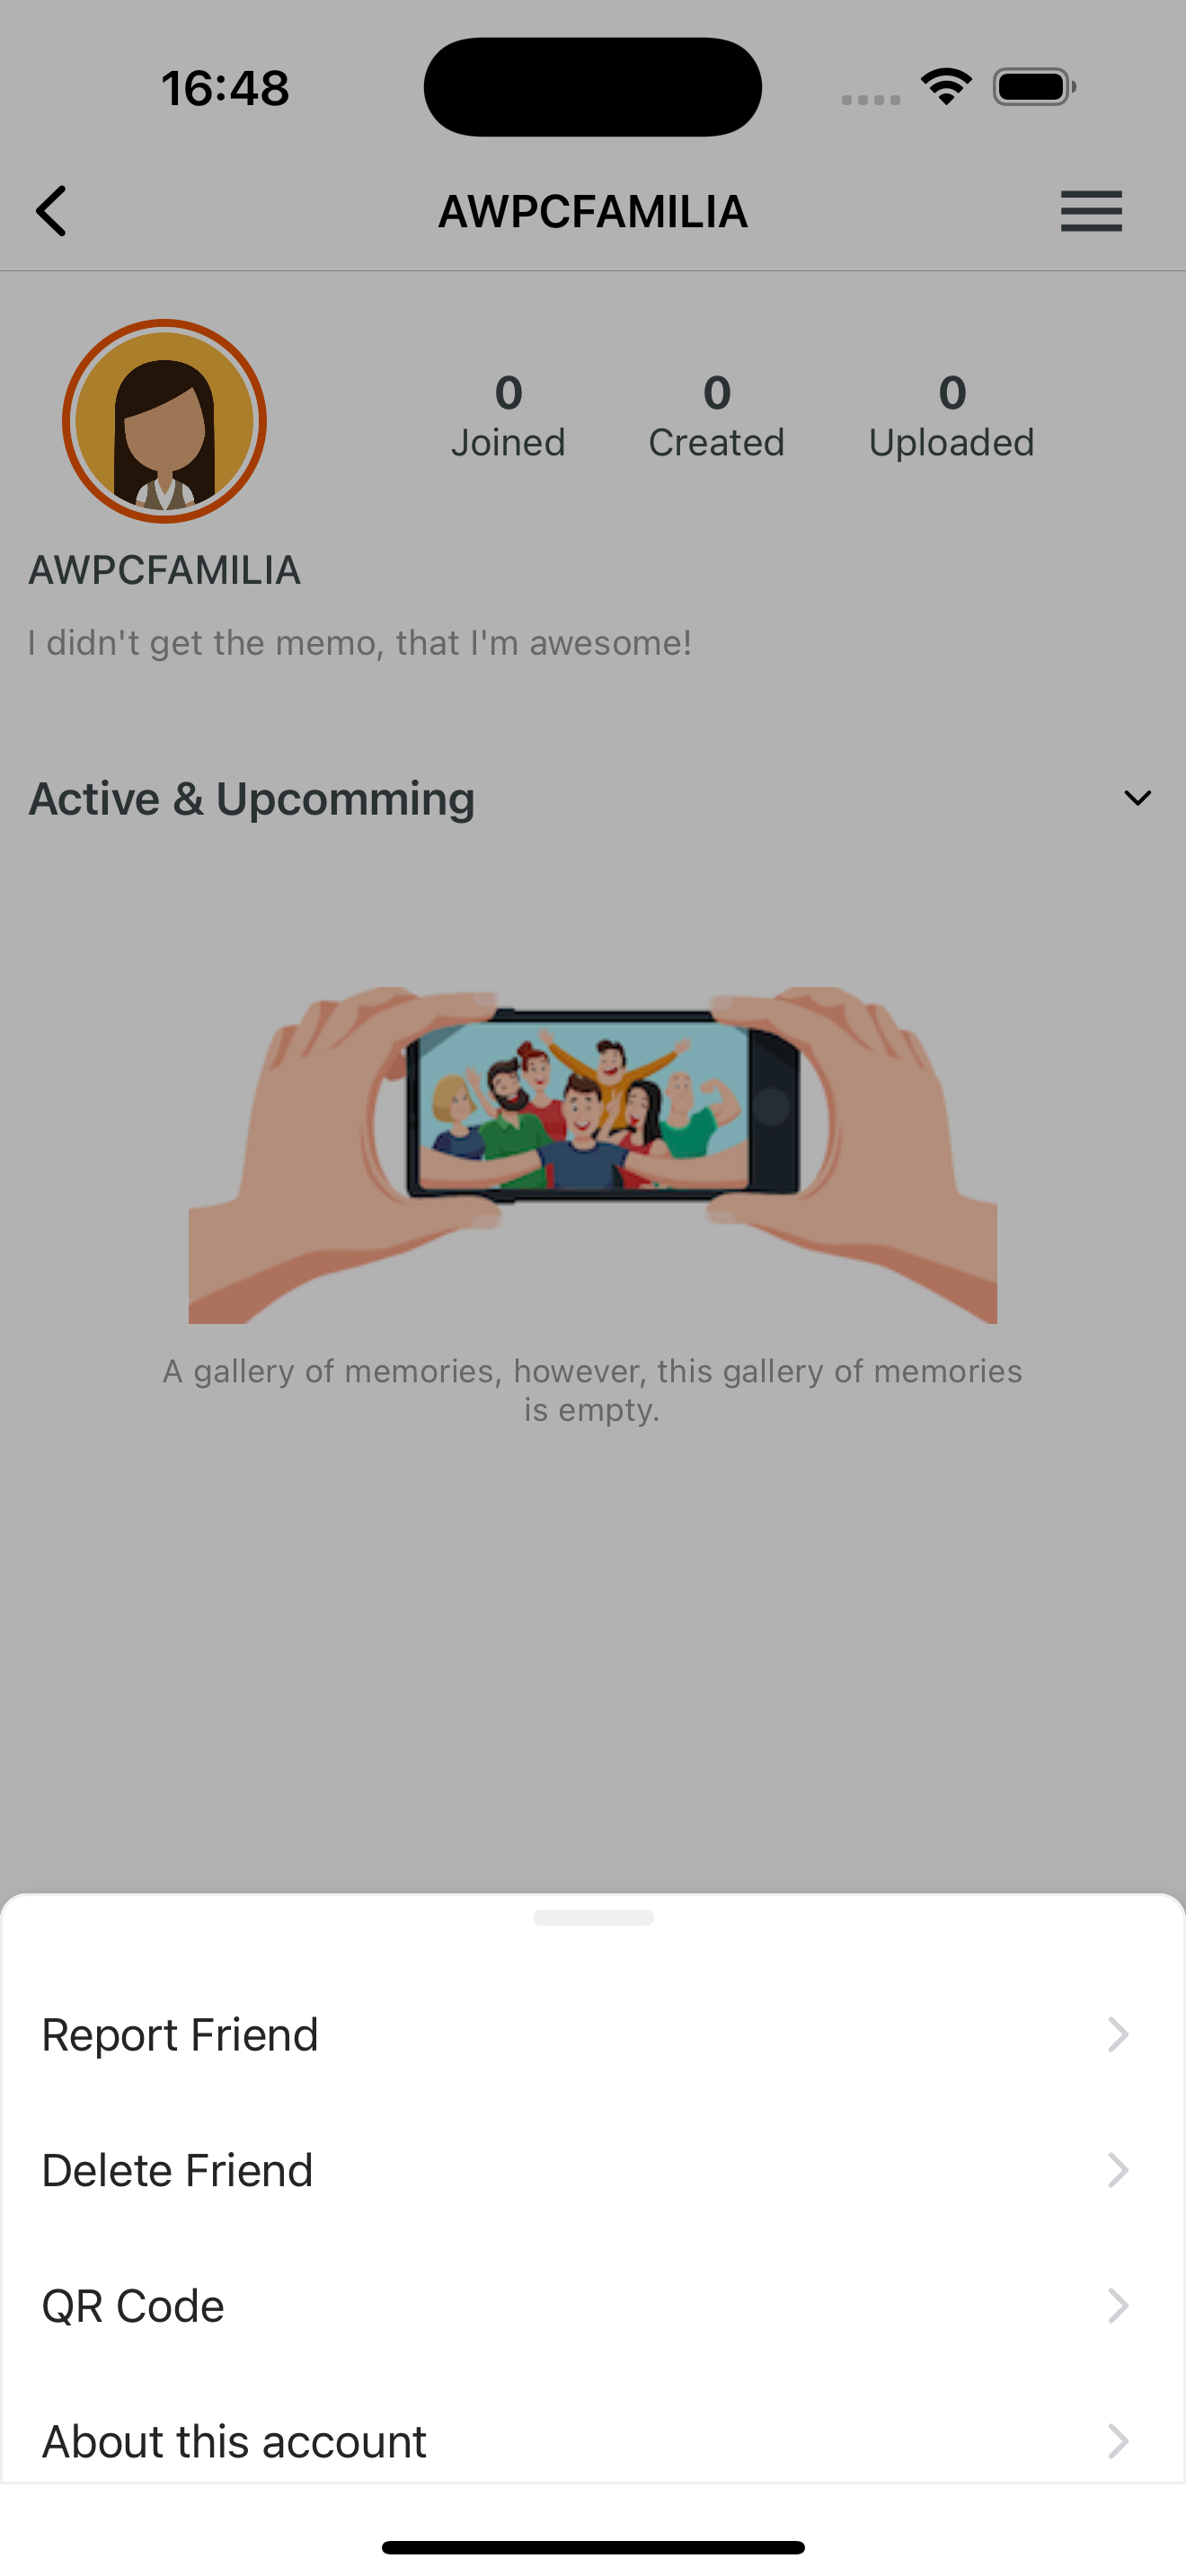 16:48
AWPCFAMILIA
0 0 0
Joined Created Uploaded
AWPCFAMILIA
I didn't get the memo, that I'm awesome!
Active & Upcomming
A gallery of memories, however, this gallery of memories
is empty.
Report Friend
Delete Friend
QR Code
About this account